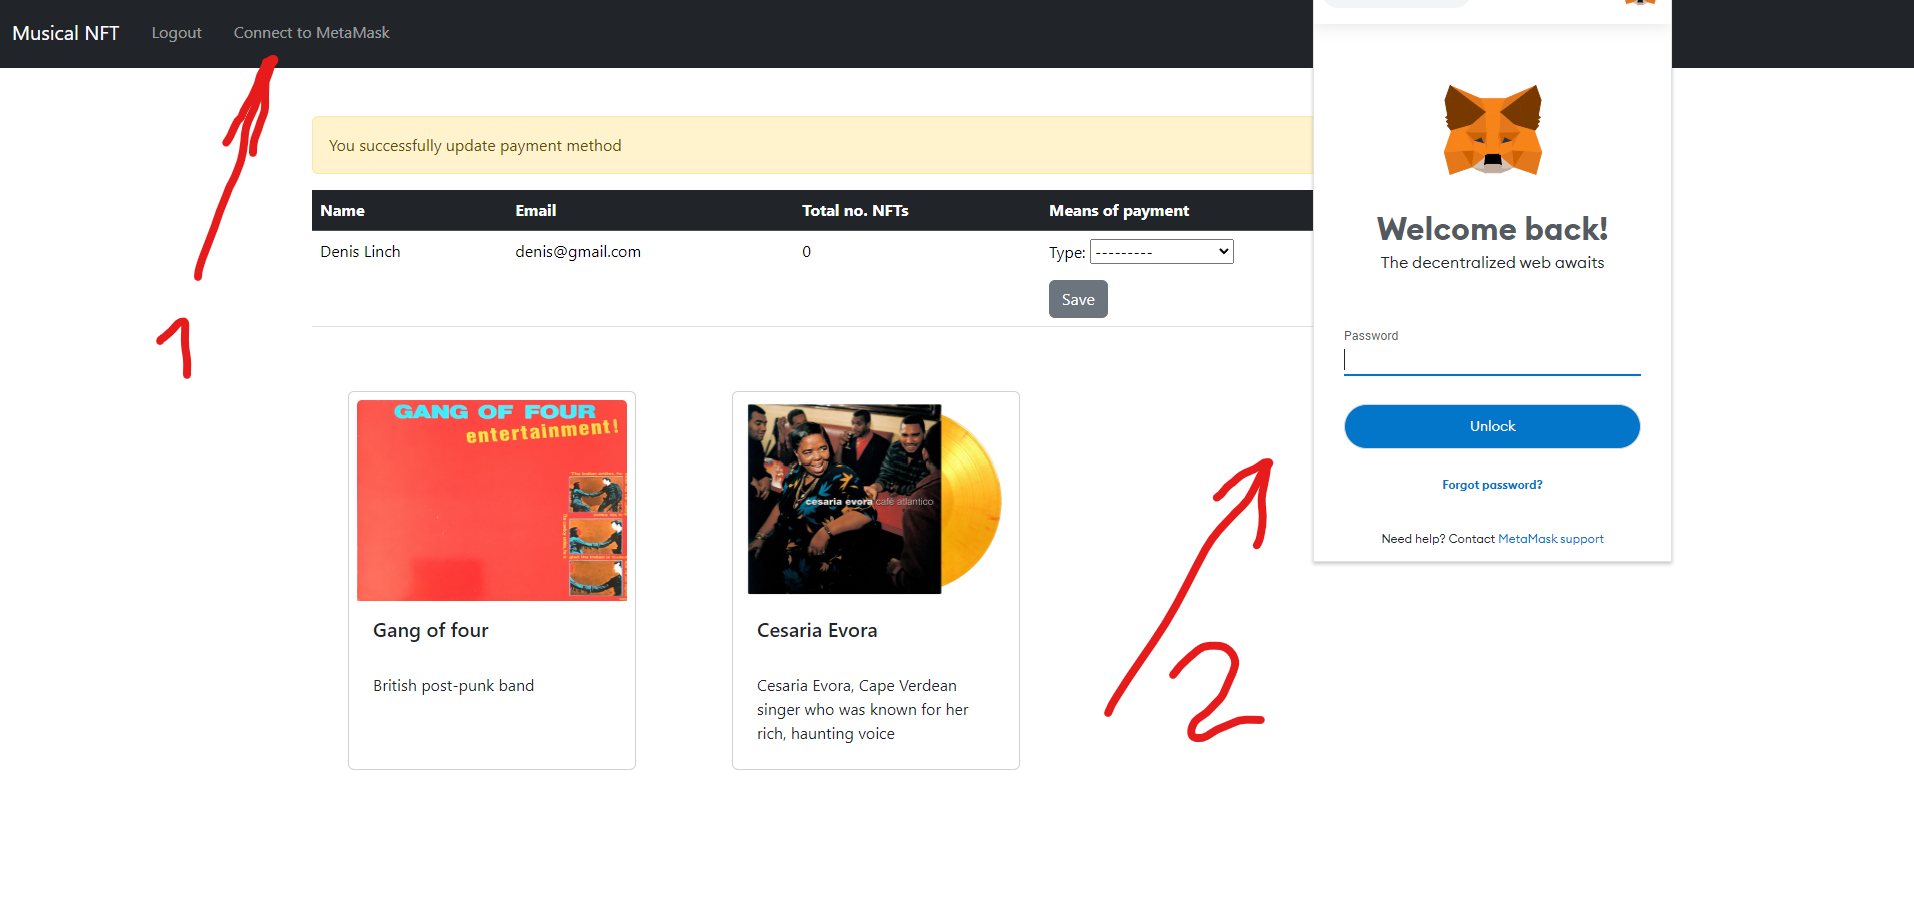 Musical NFT Logout Connect to MetaMask
1
You successfully update payment method
Name Email Total no. NFTs Means of payment
Denis Linch denis@gmail.com 0 Type: ---------
Save
GANG OF FOUR
entertainment!
cesaria evora café atlantico
Gang of four
British post-punk band
Cesaria Evora
Cesaria Evora, Cape Verdean
singer who was known for her
rich, haunting voice
2
Welcome back!
The decentralized web awaits
Password
Unlock
Forgot password?
Need help? Contact MetaMask support